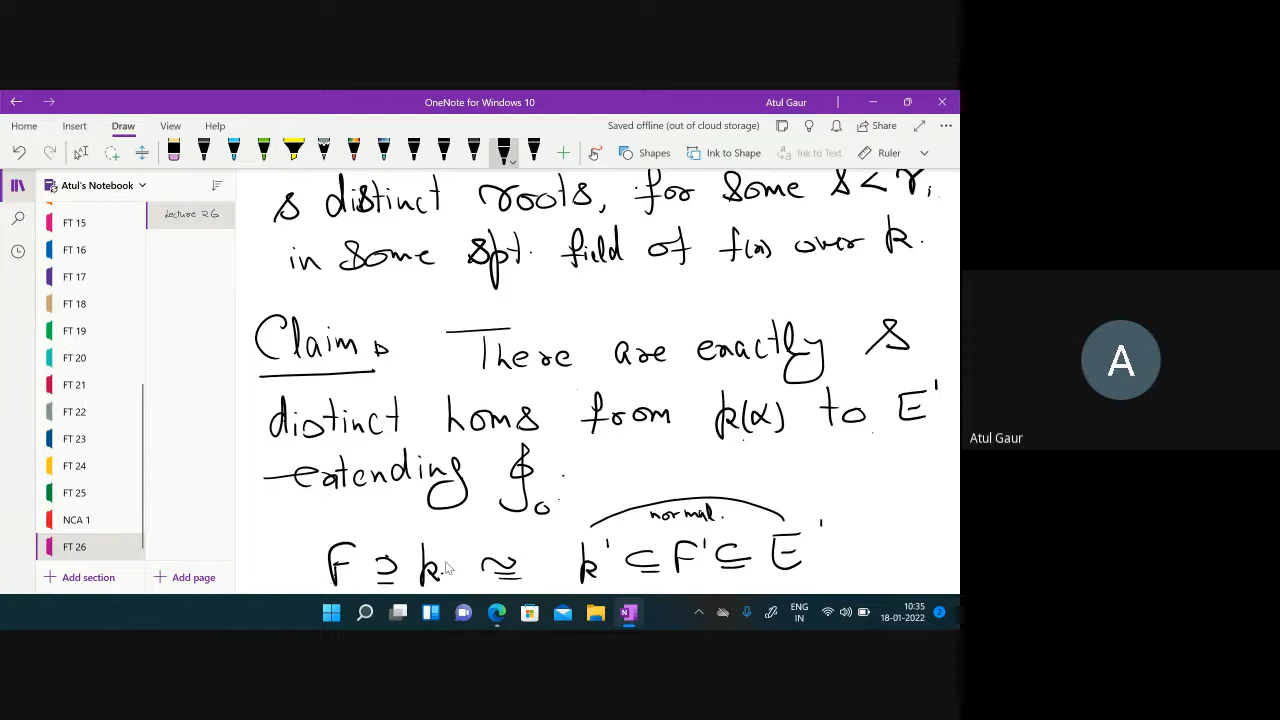 OneNote for Windows 10
Atul Gaur
Home Insert Draw View Help
Saved offline (out of cloud storage)
Share
Shapes
Ink to Shape
Ink to Text
Ruler
Atul's Notebook
FT 15
FT 16
FT 17
FT 18
FT 19
FT 20
FT 21
FT 22
FT 23
FT 24
FT 25
NCA 1
FT 26
Add section
Lecture 26
Add page
s distinct roots, for some s < r,
in some spt. field of f(x) over k.
Claim There are exactly s
distinct homs from k(α) to E'
extending ϕ₀.
normal.
F ⊇ k ≅ k' ⊆ F' ⊆ E'
ENG
IN
10:35
18-01-2022
2
A
Atul Gaur